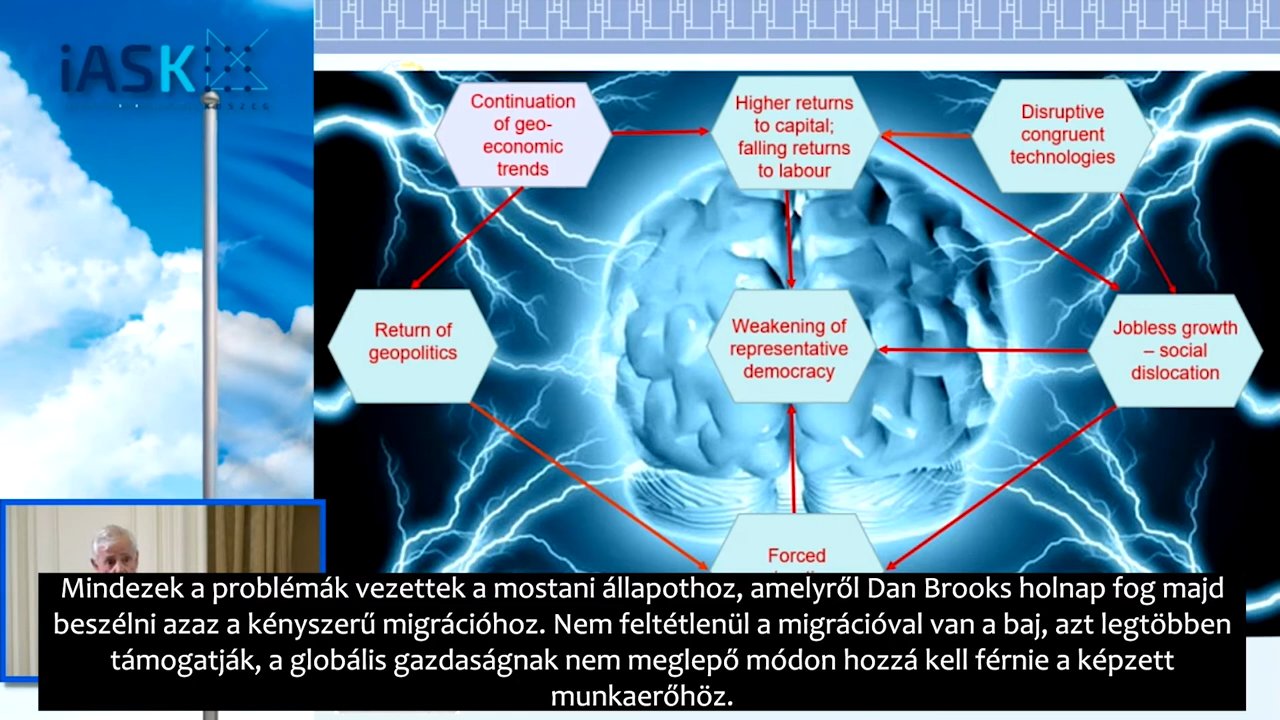 iASK
KŐSZEG
Continuation
of geo-
economic
trends
Higher returns
to capital;
falling returns
to labour
Disruptive
congruent
technologies
Return of
geopolitics
Weakening of
representative
democracy
Jobless growth
– social
dislocation
Forced
Mindezek a problémák vezettek a mostani állapothoz, amelyről Dan Brooks holnap fog majd
beszélni azaz a kényszerű migrációhoz. Nem feltétlenül a migrációval van a baj, azt legtöbben
támogatják, a globális gazdaságnak nem meglepő módon hozzá kell férnie a képzett
munkaerőhöz.